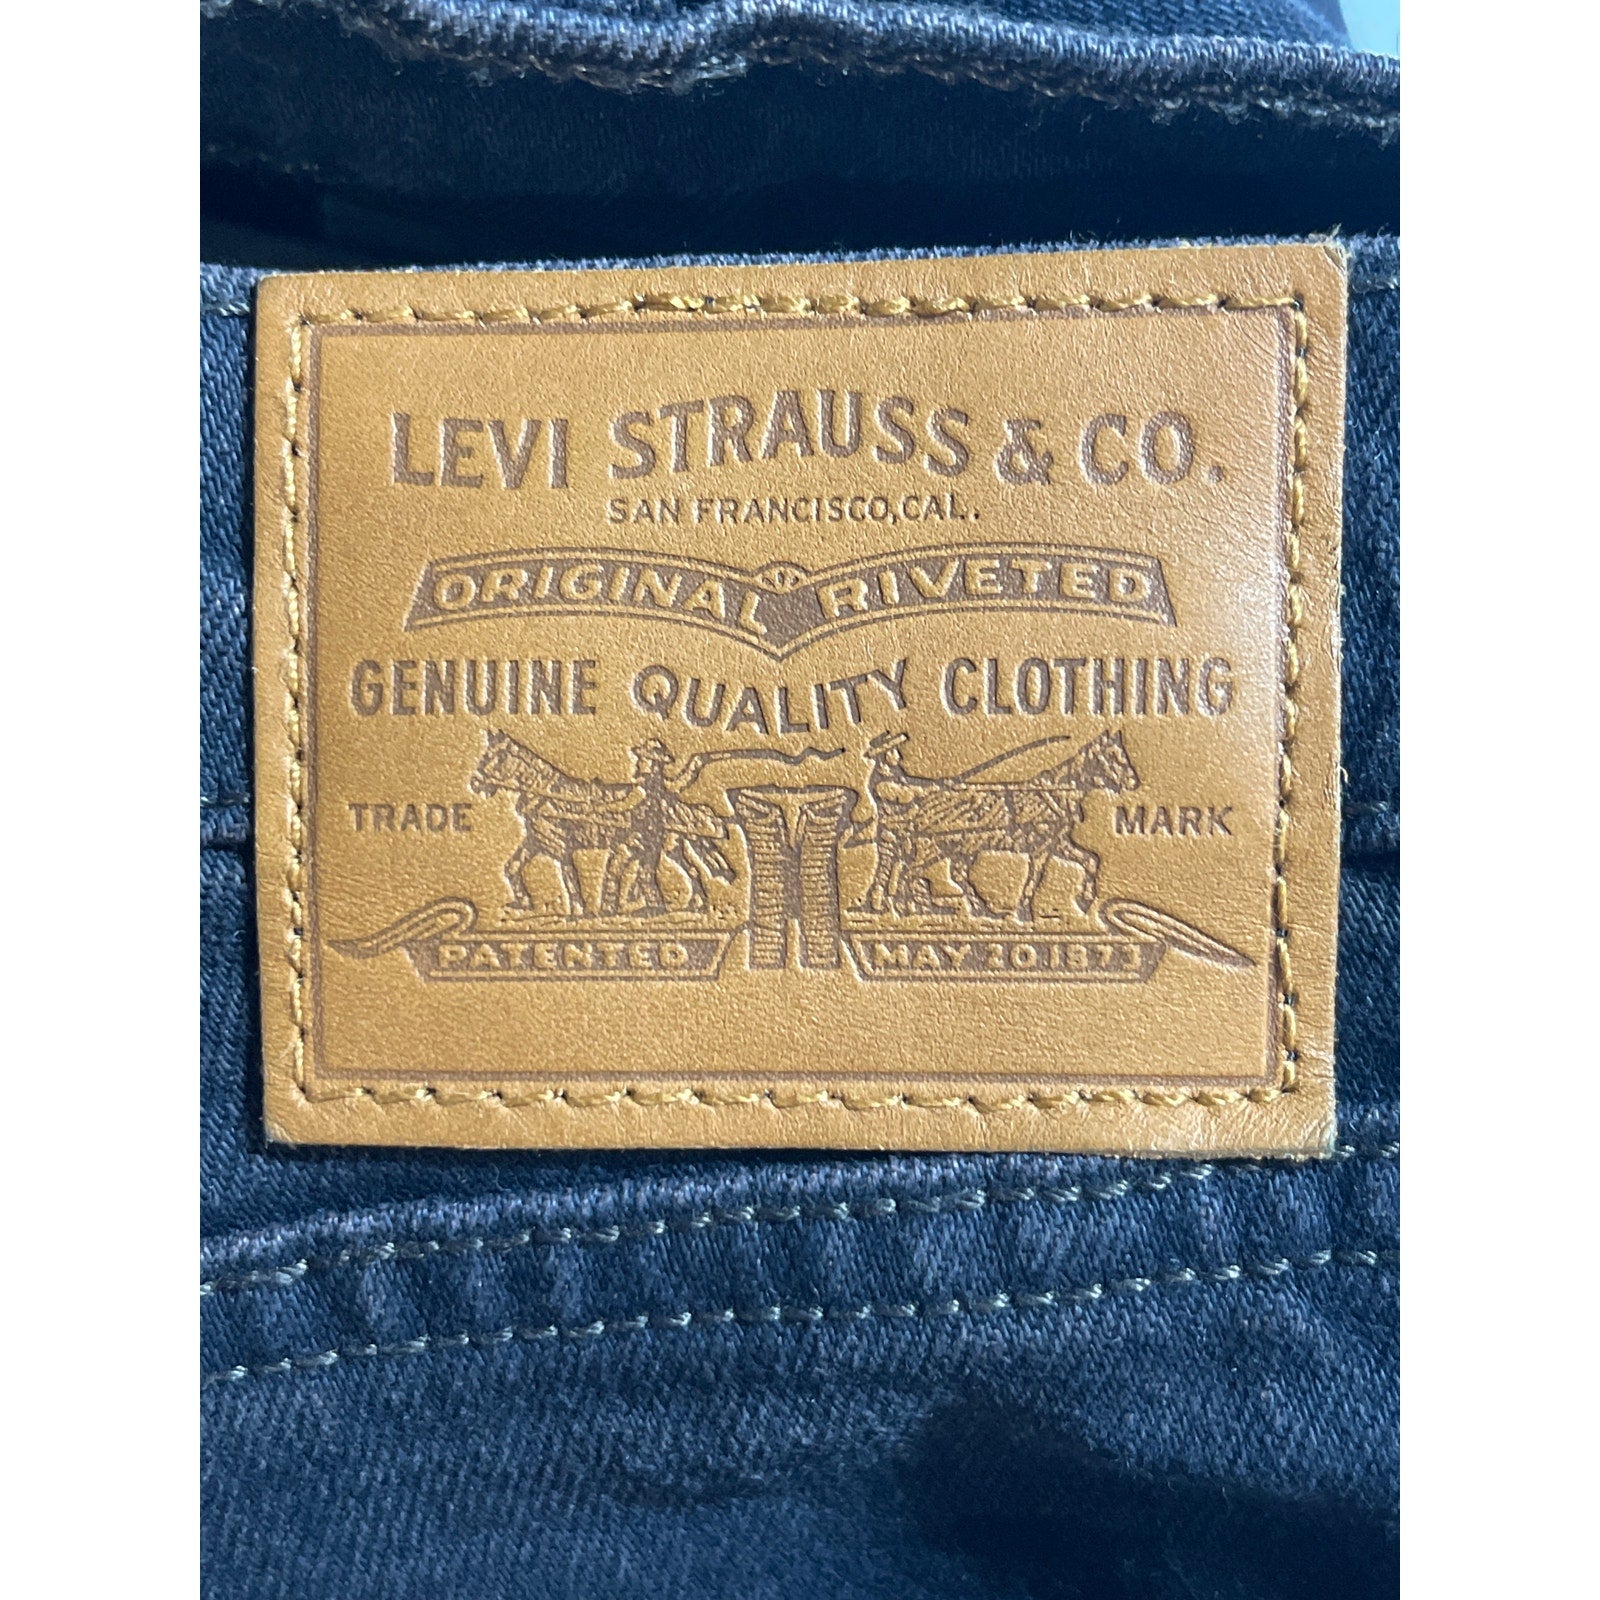 LEVI STRAUSS & CO.
SAN FRANCISCO, CAL.
ORIGINAL RIVETED
GENUINE QUALITY CLOTHING
TRADE MARK
PATENTED MAY 20 1873